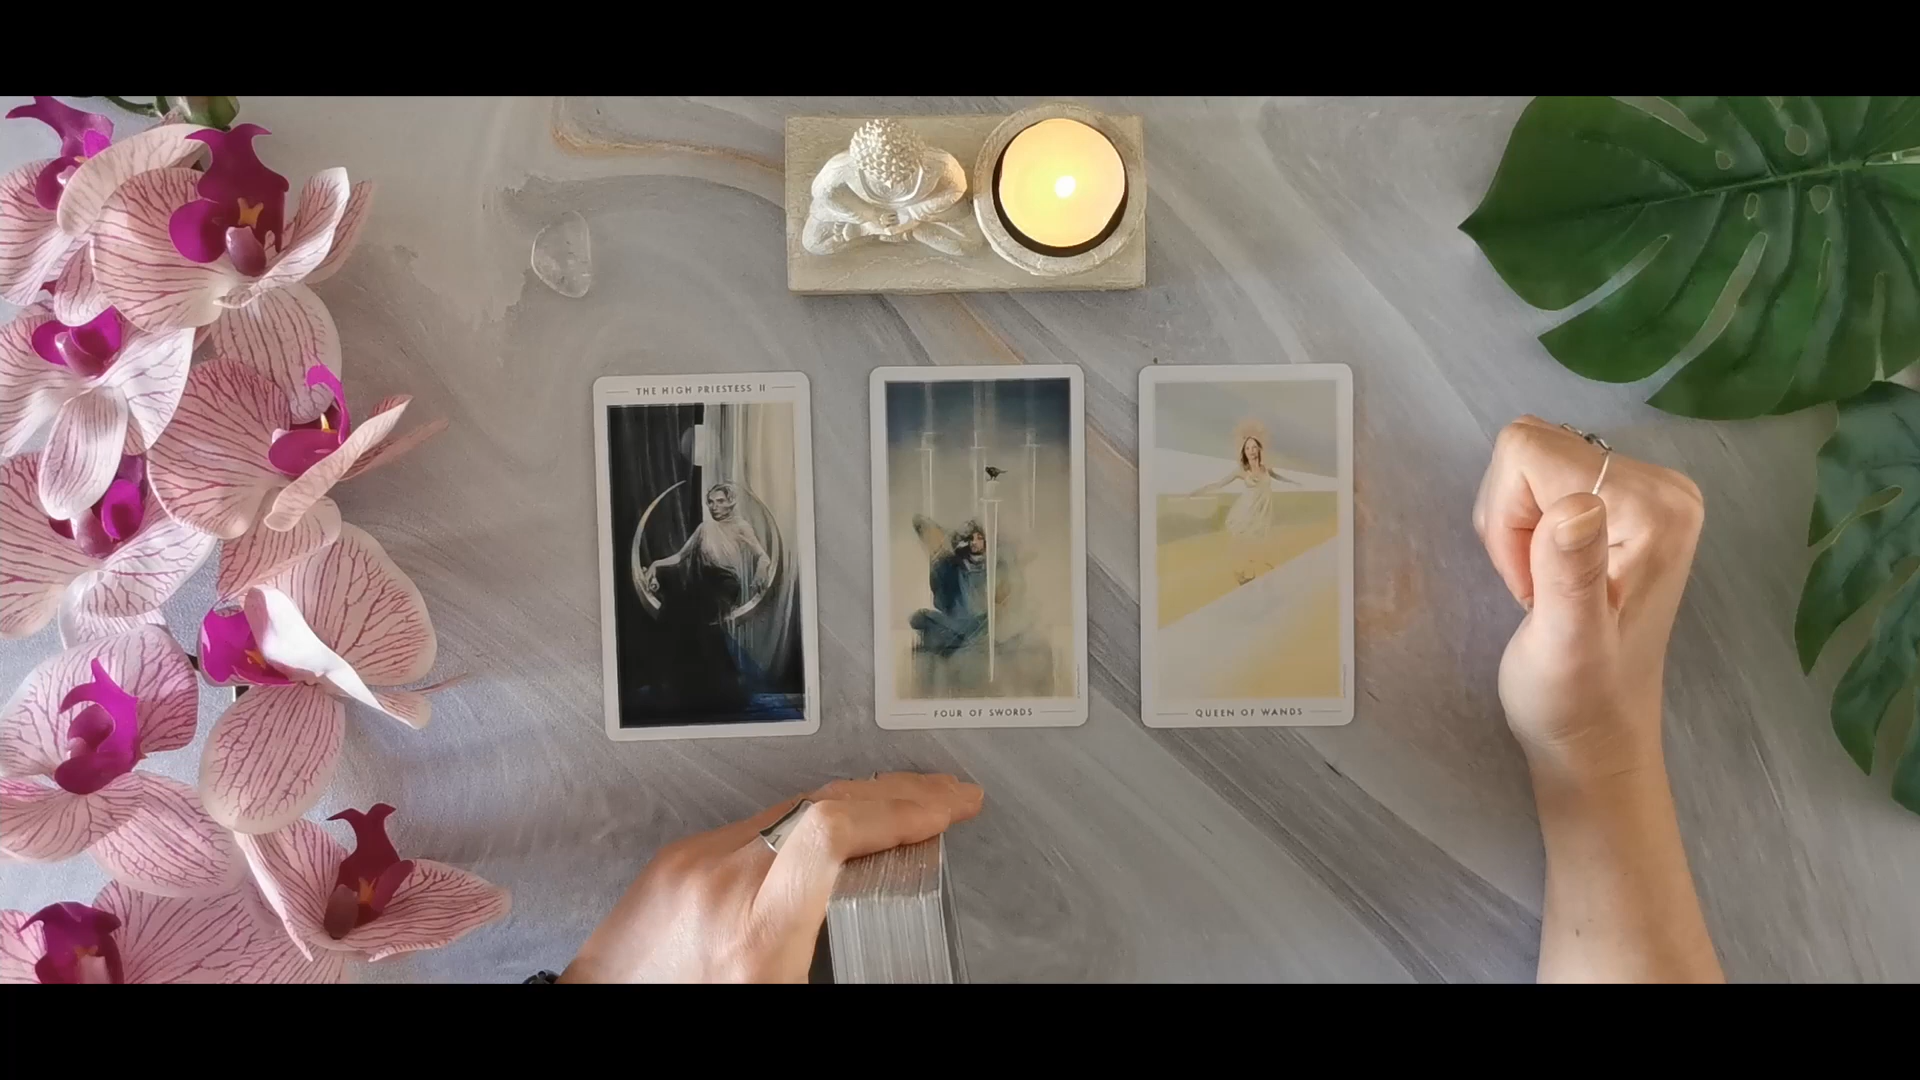 THE HIGH PRIESTESS II
FOUR OF SWORDS
QUEEN OF WANDS